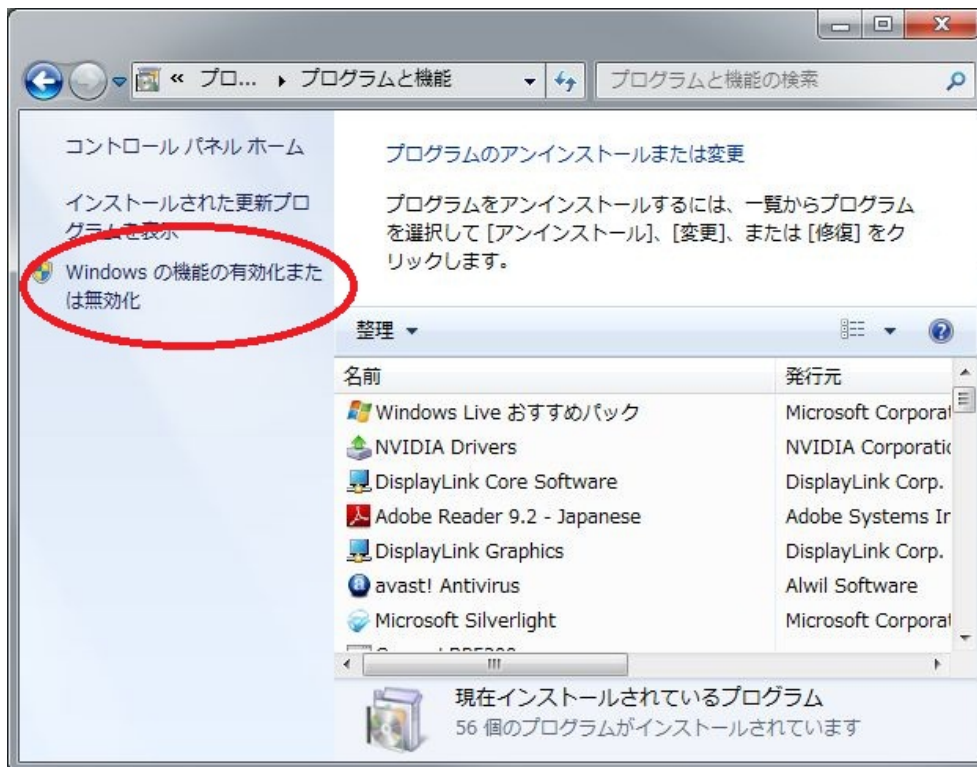 « プロ... ▸ プログラムと機能
プログラムと機能の検索
コントロール パネル ホーム
インストールされた更新プロ
グラムを表示
Windows の機能の有効化また
は無効化
プログラムのアンインストールまたは変更
プログラムをアンインストールするには、一覧からプログラム
を選択して [アンインストール]、[変更]、または [修復] をク
リックします。
整理
名前 発行元
Windows Live おすすめパック Microsoft Corporat
NVIDIA Drivers NVIDIA Corporatic
DisplayLink Core Software DisplayLink Corp.
Adobe Reader 9.2 - Japanese Adobe Systems Ir
DisplayLink Graphics DisplayLink Corp.
avast! Antivirus Alwil Software
Microsoft Silverlight Microsoft Corporat
現在インストールされているプログラム
56 個のプログラムがインストールされています